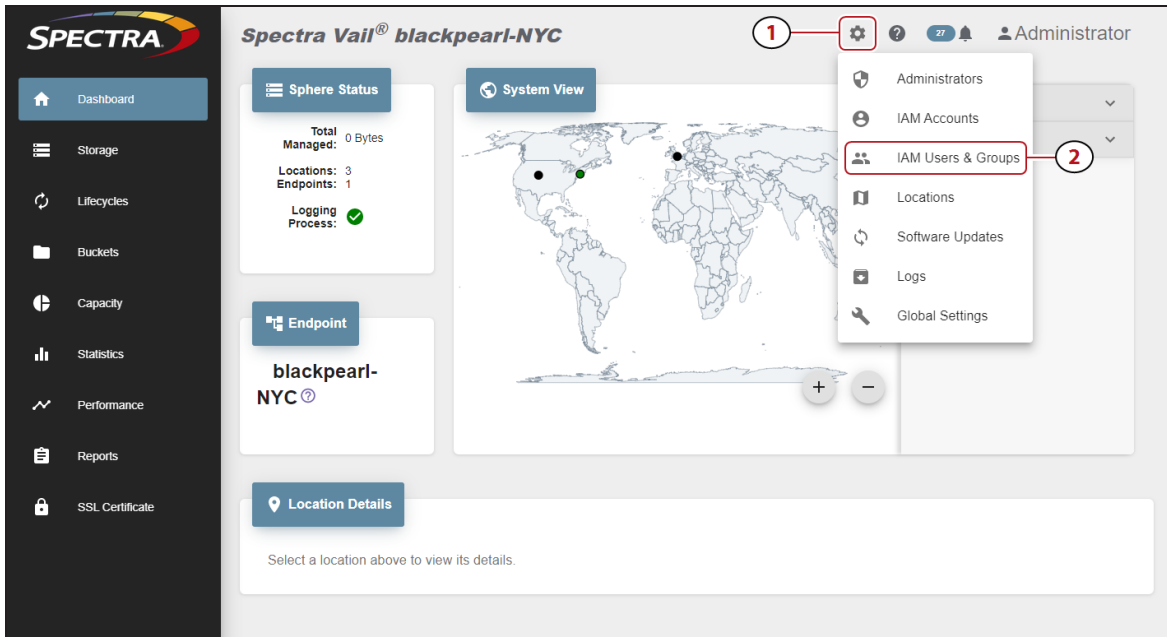 SPECTRA
Spectra Vail® blackpearl-NYC
1
27
Administrator
Dashboard
Storage
Lifecycles
Buckets
Capacity
Statistics
Performance
Reports
SSL Certificate
Sphere Status
Total
Managed: 0 Bytes
Locations: 3
Endpoints: 1
Logging
Process:
System View
+
−
Administrators
IAM Accounts
IAM Users & Groups
2
Locations
Software Updates
Logs
Global Settings
Endpoint
blackpearl-
NYC
Location Details
Select a location above to view its details.